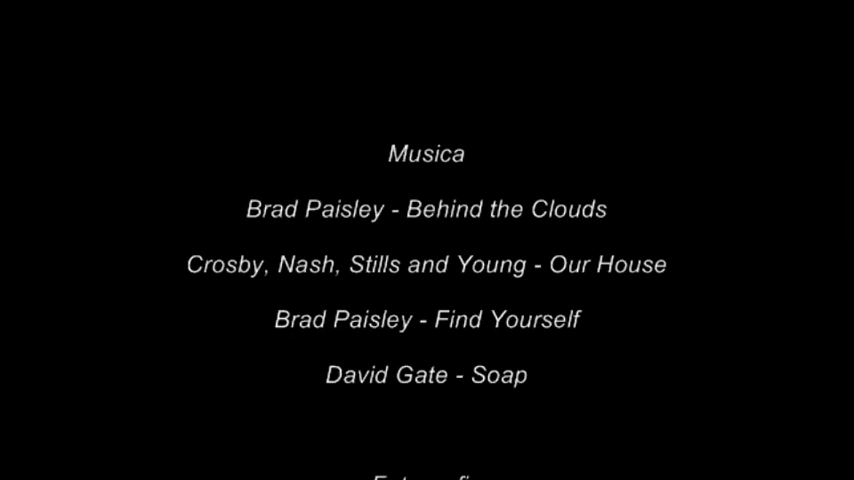 Musica
Brad Paisley - Behind the Clouds
Crosby, Nash, Stills and Young - Our House
Brad Paisley - Find Yourself
David Gate - Soap